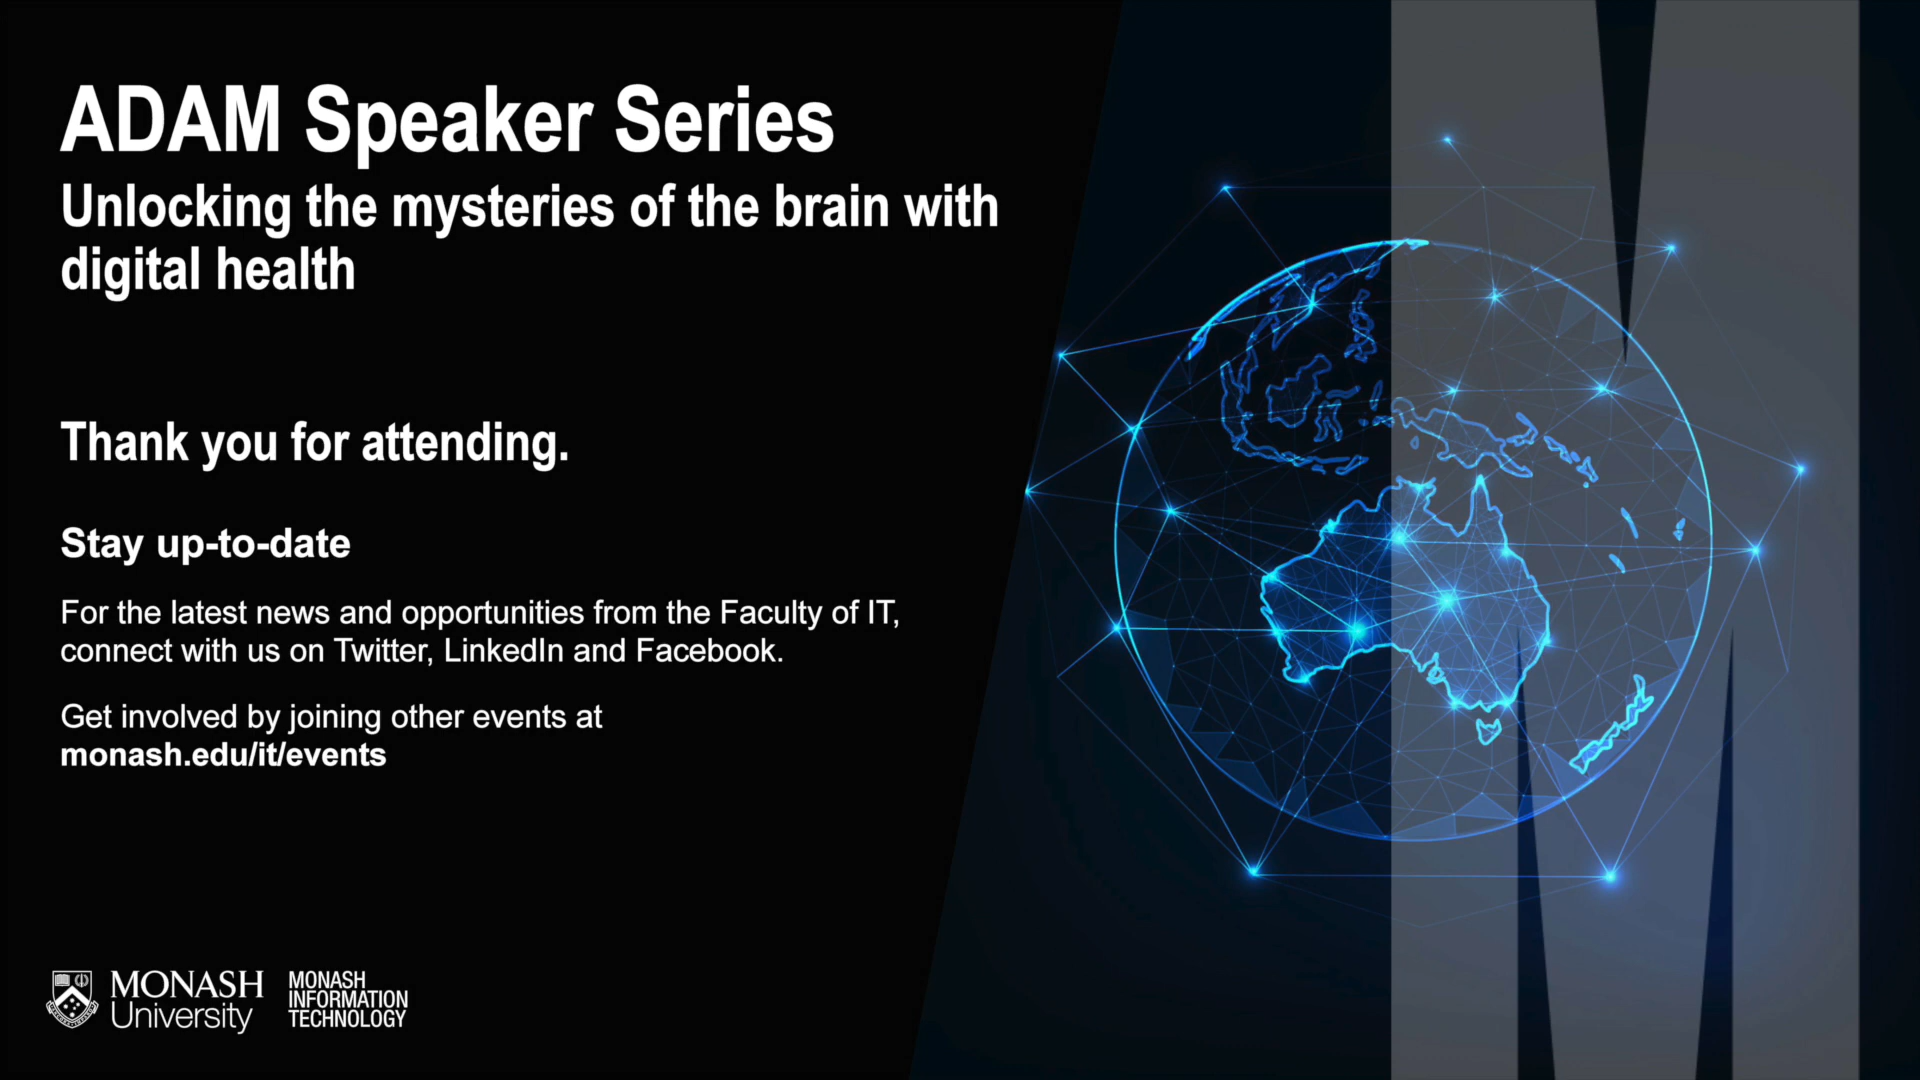 ADAM Speaker Series
Unlocking the mysteries of the brain with
digital health
Thank you for attending.
Stay up-to-date
For the latest news and opportunities from the Faculty of IT,
connect with us on Twitter, LinkedIn and Facebook.
Get involved by joining other events at
monash.edu/it/events
MONASH
University
MONASH
INFORMATION
TECHNOLOGY